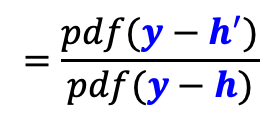 = pdf(y − h′) / pdf(y − h)